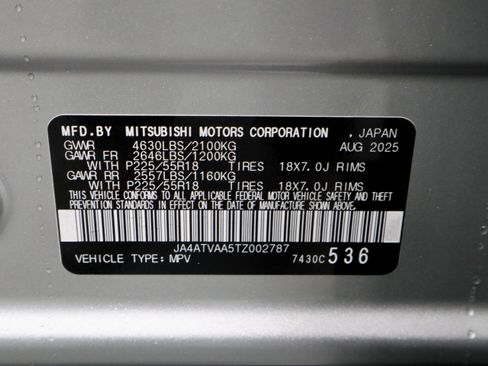 MFD.BY MITSUBISHI MOTORS CORPORATION , JAPAN
GVWR 4630LBS/2100KG AUG 2025
GAWR FR 2646LBS/1200KG
WITH P225/55R18 TIRES 18X7.0J RIMS
GAWR RR 2557LBS/1160KG
WITH P225/55R18 TIRES 18X7.0J RIMS
THIS VEHICLE CONFORMS TO ALL APPLICABLE FEDERAL MOTOR VEHICLE SAFETY
AND THEFT PREVENTION STANDARDS IN EFFECT ON THE DATE OF MANUFACTURE SHOWN ABOVE.
JA4ATVAA5TZ002787
VEHICLE TYPE: MPV 7430C 536